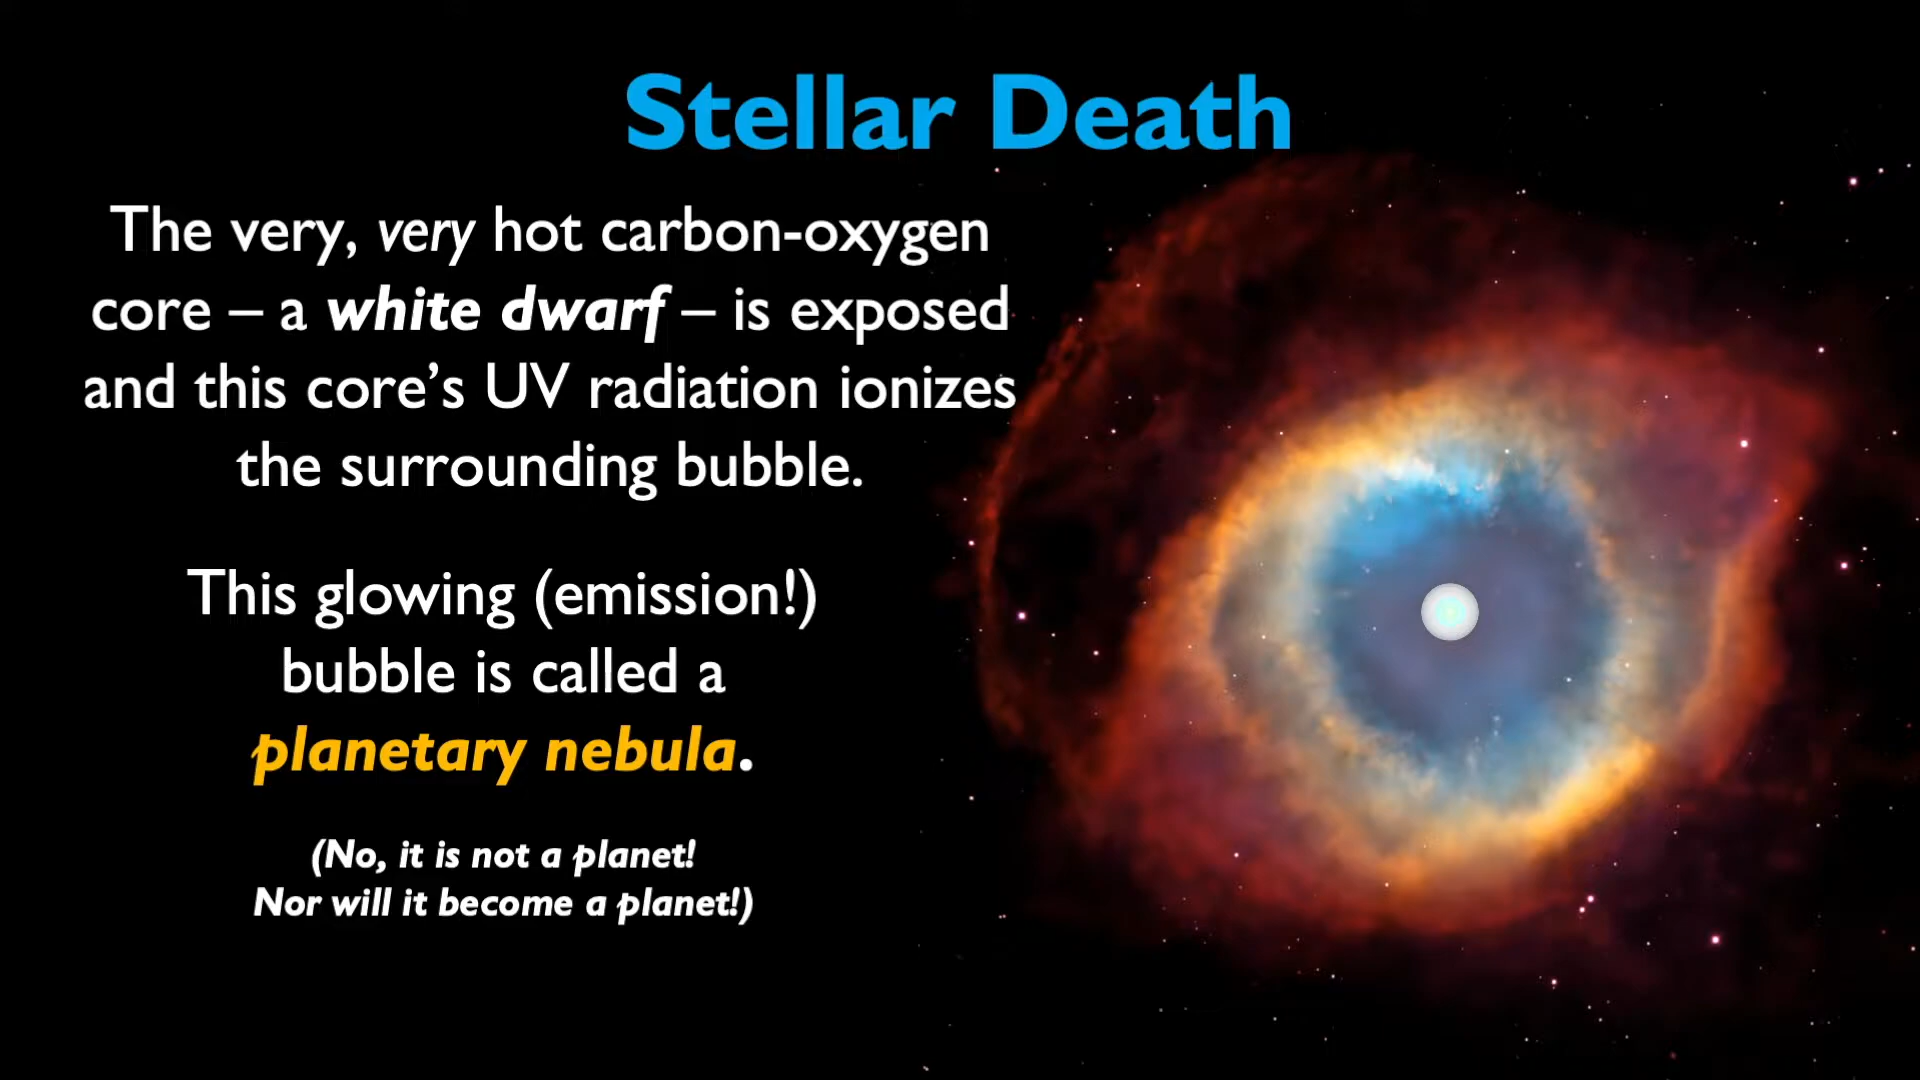 Stellar Death
The very, very hot carbon-oxygen
core – a white dwarf – is exposed
and this core’s UV radiation ionizes
the surrounding bubble.
This glowing (emission!)
bubble is called a
planetary nebula.
(No, it is not a planet!
Nor will it become a planet!)